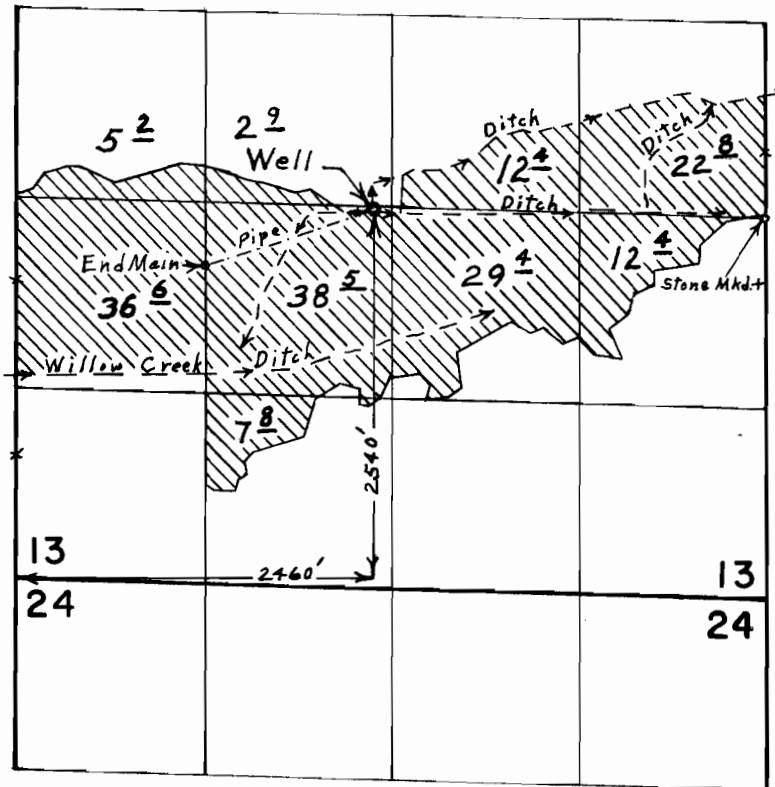 Ditch
5 2
2 9
Well
Ditch
12 4
22 8
Ditch
Pipe
End Main
36 6
38 5
29 4
12 4
Stone Mkd.+
Willow Creek Ditch
7 8
2540'
13
2460'
13
24
24